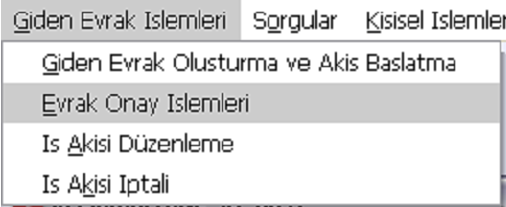 Giden Evrak Islemleri Sorgular Kisisel Islemler
Giden Evrak Olusturma ve Akis Baslatma
Evrak Onay Islemleri
Is Akisi Düzenleme
Is Akisi Iptali